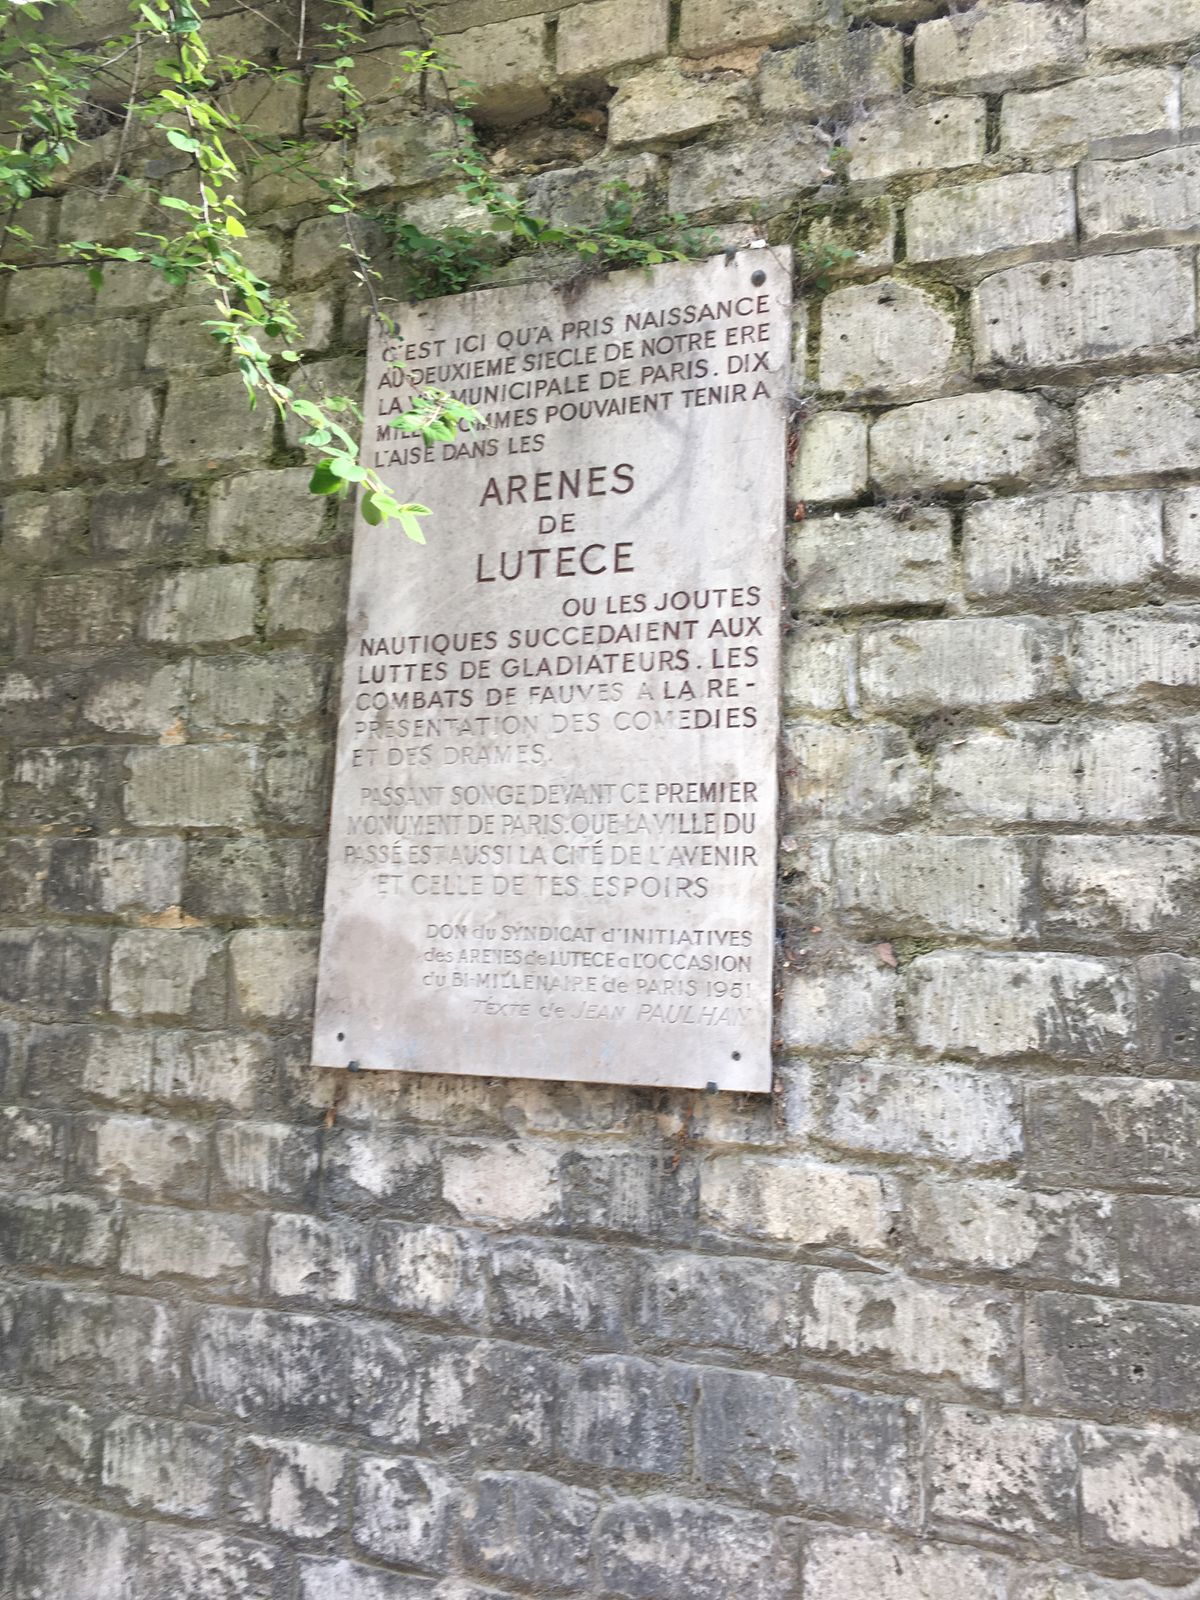 C'EST ICI QU'A PRIS NAISSANCE
AU DEUXIEME SIECLE DE NOTRE ERE
LA VIE MUNICIPALE DE PARIS. DIX
MILLE HOMMES POUVAIENT TENIR A
L'AISE DANS LES
ARENES
DE
LUTECE
OU LES JOUTES
NAUTIQUES SUCCEDAIENT AUX
LUTTES DE GLADIATEURS. LES
COMBATS DE FAUVES A LA RE-
PRESENTATION DES COMEDIES
ET DES DRAMES.
PASSANT SONGE DEVANT CE PREMIER
MONUMENT DE PARIS. QUE LA VILLE DU
PASSÉ EST AUSSI LA CITÉ DE L'AVENIR
ET CELLE DE TES ESPOIRS
DON du SYNDICAT d'INITIATIVES
des ARENES de LUTECE a L'OCCASION
du BI-MILLENAIRE de PARIS 1951
TEXTE de JEAN PAULHAN